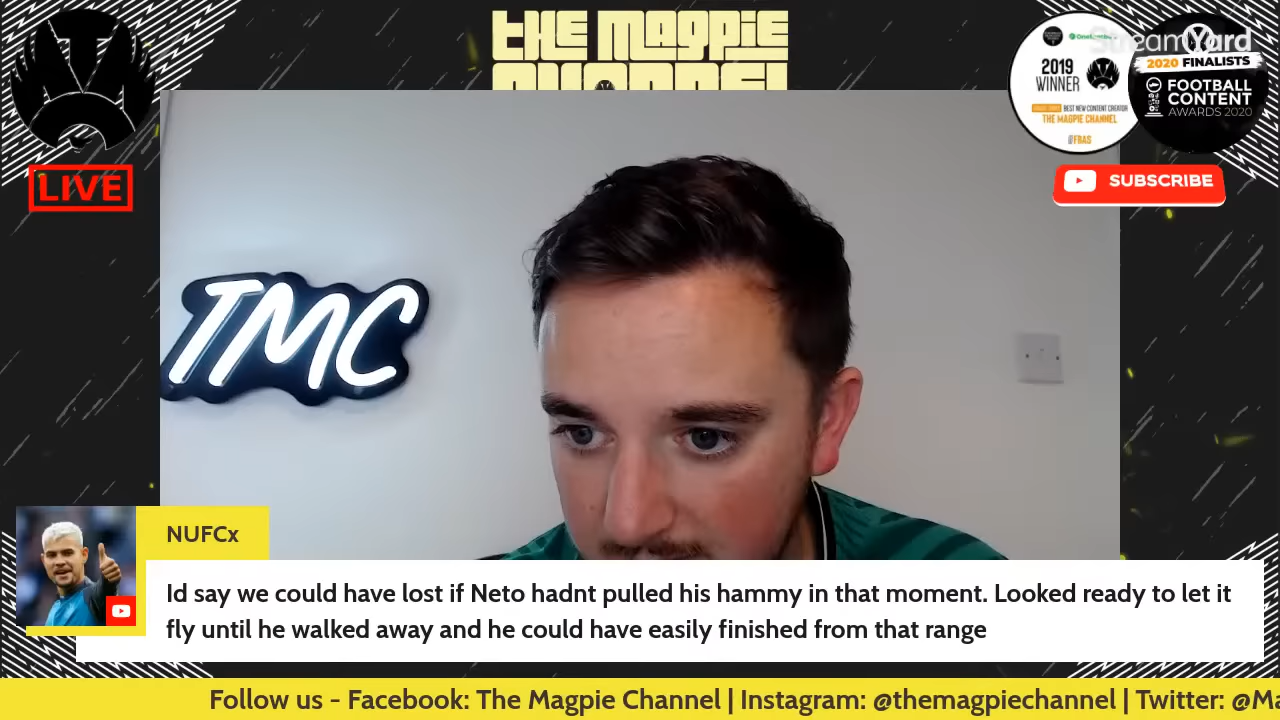 THE MAGPIE
CHANNEL
StreamYard
2019
WINNER
BEST NEW CONTENT CREATOR
THE MAGPIE CHANNEL
@FBAS
2020 FINALISTS
FOOTBALL
CONTENT
AWARDS 2020
LIVE
SUBSCRIBE
TMC
NUFCx
Id say we could have lost if Neto hadnt pulled his hammy in that moment. Looked ready to let it
fly until he walked away and he could have easily finished from that range
Follow us - Facebook: The Magpie Channel | Instagram: @themagpiechannel | Twitter: @Ma